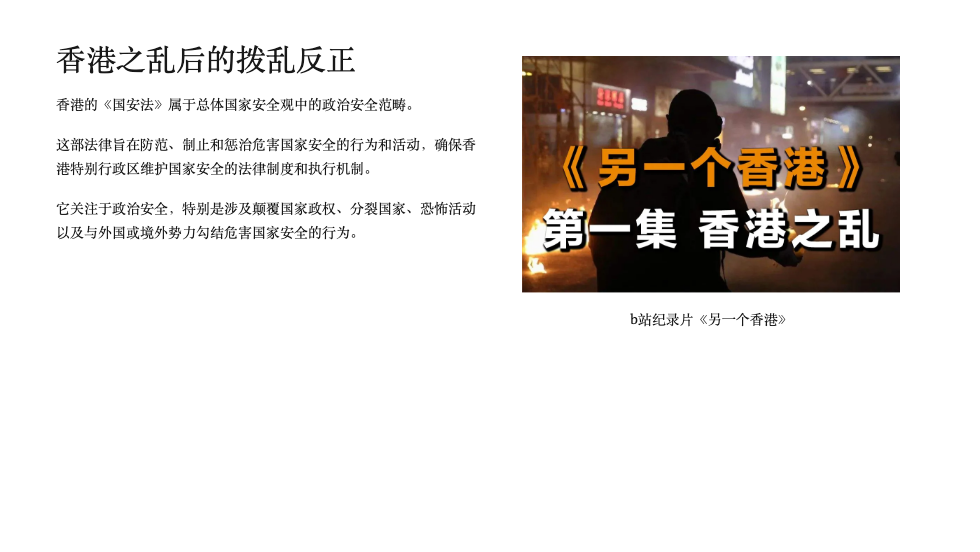 香港之乱后的拨乱反正
香港的《国安法》属于总体国家安全观中的政治安全范畴。
这部法律旨在防范、制止和惩治危害国家安全的行为和活动，确保香
港特别行政区维护国家安全的法律制度和执行机制。
它关注于政治安全，特别是涉及颠覆国家政权、分裂国家、恐怖活动
以及与外国或境外势力勾结危害国家安全的行为。
《另一个香港》
第一集 香港之乱
b站纪录片《另一个香港》